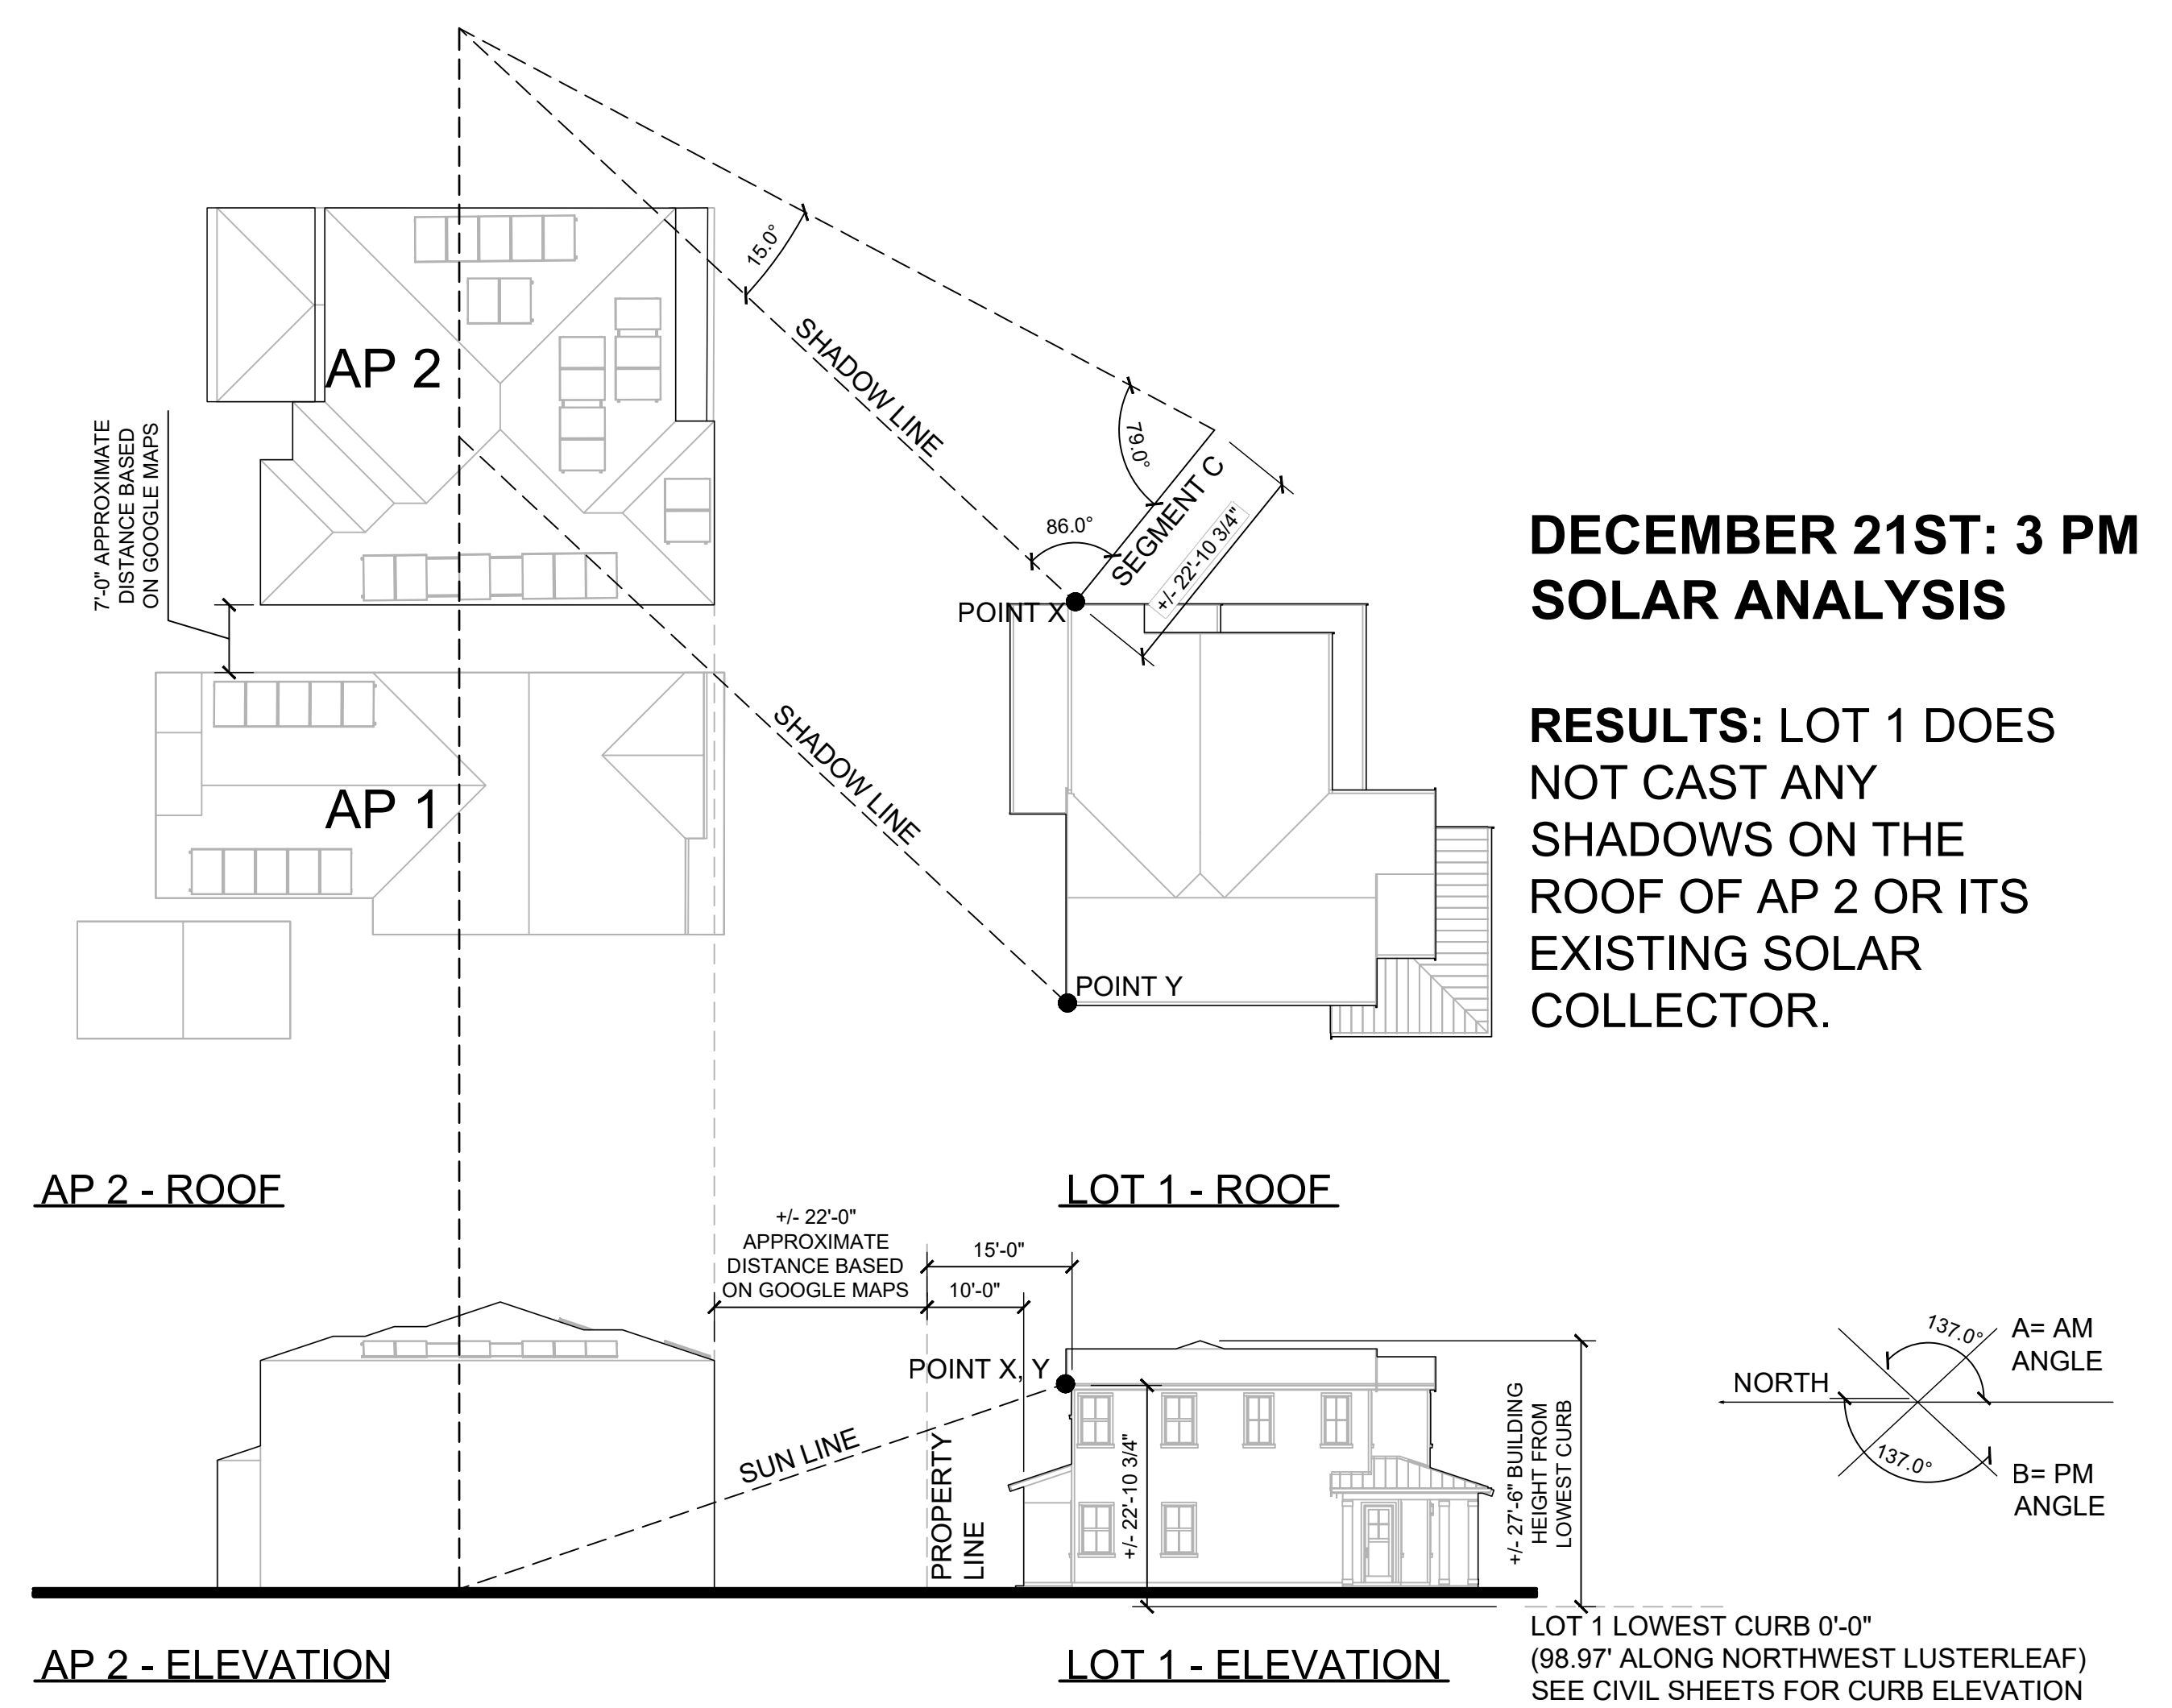 15.0°
SHADOW LINE
AP 2
7'-0" APPROXIMATE
DISTANCE BASED
ON GOOGLE MAPS
79.0°
86.0°
SEGMENT C
+/- 22'-10 3/4"
POINT X
DECEMBER 21ST: 3 PM
SOLAR ANALYSIS
RESULTS: LOT 1 DOES
NOT CAST ANY
SHADOWS ON THE
ROOF OF AP 2 OR ITS
EXISTING SOLAR
COLLECTOR.
SHADOW LINE
AP 1
POINT Y
AP 2 - ROOF
LOT 1 - ROOF
+/- 22'-0"
APPROXIMATE
DISTANCE BASED
ON GOOGLE MAPS
15'-0"
10'-0"
POINT X, Y
SUN LINE
PROPERTY
LINE
+/- 22'-10 3/4"
+/- 27'-6" BUILDING
HEIGHT FROM
LOWEST CURB
NORTH
137.0°
A= AM
ANGLE
137.0°
B= PM
ANGLE
LOT 1 LOWEST CURB 0'-0"
(98.97' ALONG NORTHWEST LUSTERLEAF)
SEE CIVIL SHEETS FOR CURB ELEVATION
AP 2 - ELEVATION
LOT 1 - ELEVATION